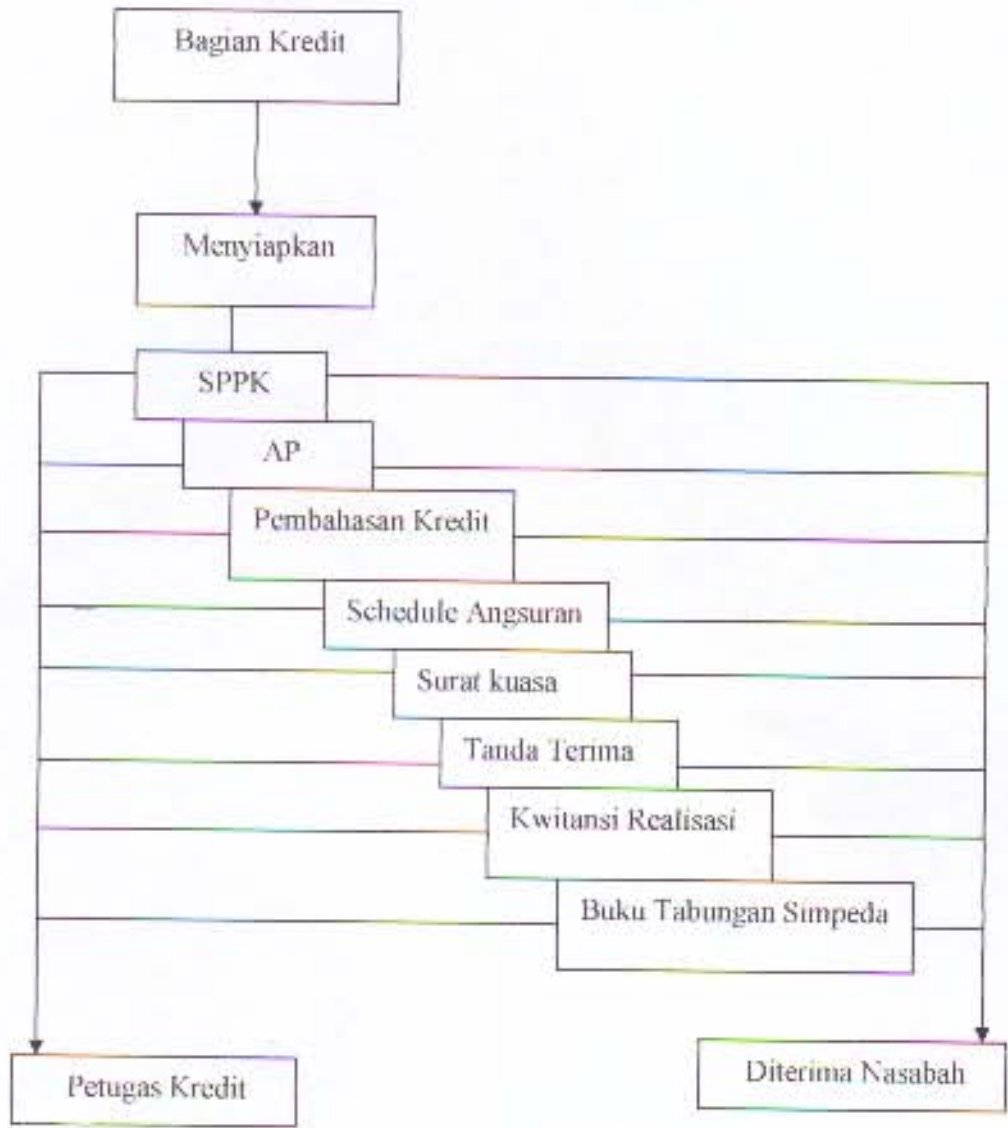 Bagian Kredit
Menyiapkan
SPPK
AP
Pembahasan Kredit
Schedule Angsuran
Surat kuasa
Tanda Terima
Kwitansi Realisasi
Buku Tabungan Simpeda
Petugas Kredit
Diterima Nasabah